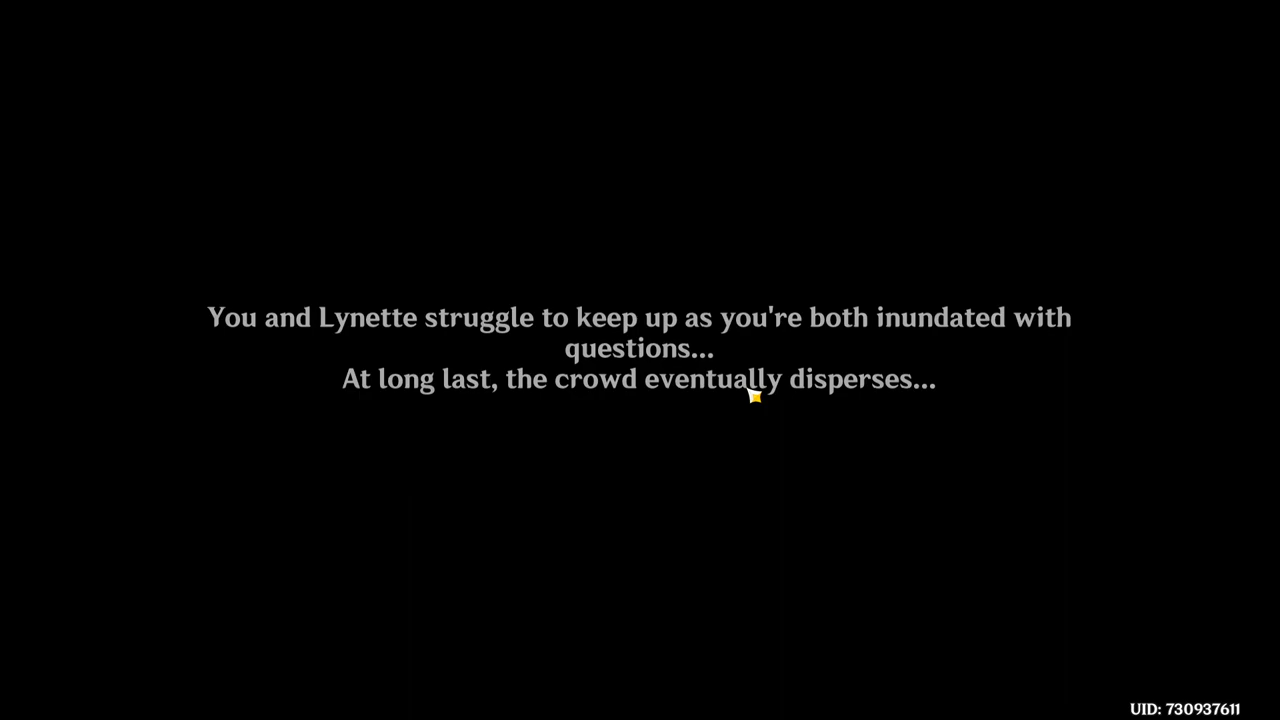 You and Lynette struggle to keep up as you're both inundated with
questions...
At long last, the crowd eventually disperses...
UID: 730937611